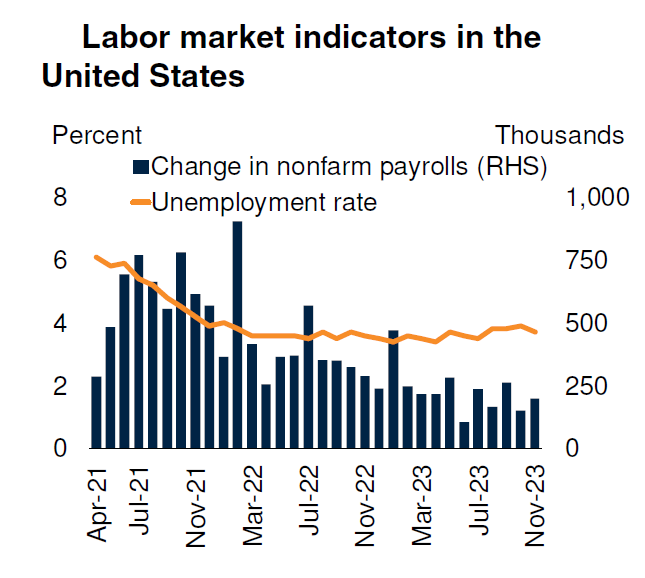 Labor market indicators in the
United States
Percent Thousands
Change in nonfarm payrolls (RHS)
Unemployment rate
8 1,000
6 750
4 500
2 250
0 0
Apr-21 Jul-21 Nov-21 Mar-22 Jul-22 Nov-22 Mar-23 Jul-23 Nov-23